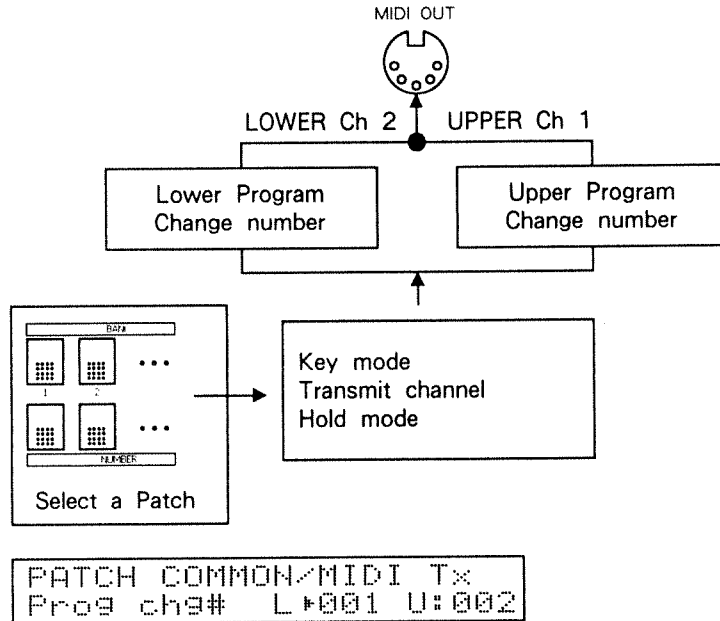 MIDI OUT
LOWER Ch 2 UPPER Ch 1
Lower Program
Change number
Upper Program
Change number
BANK
1 2 •••
•••
NUMBER
Select a Patch
Key mode
Transmit channel
Hold mode
PATCH COMMON/MIDI Tx
Prog chg# L▸001 U:002